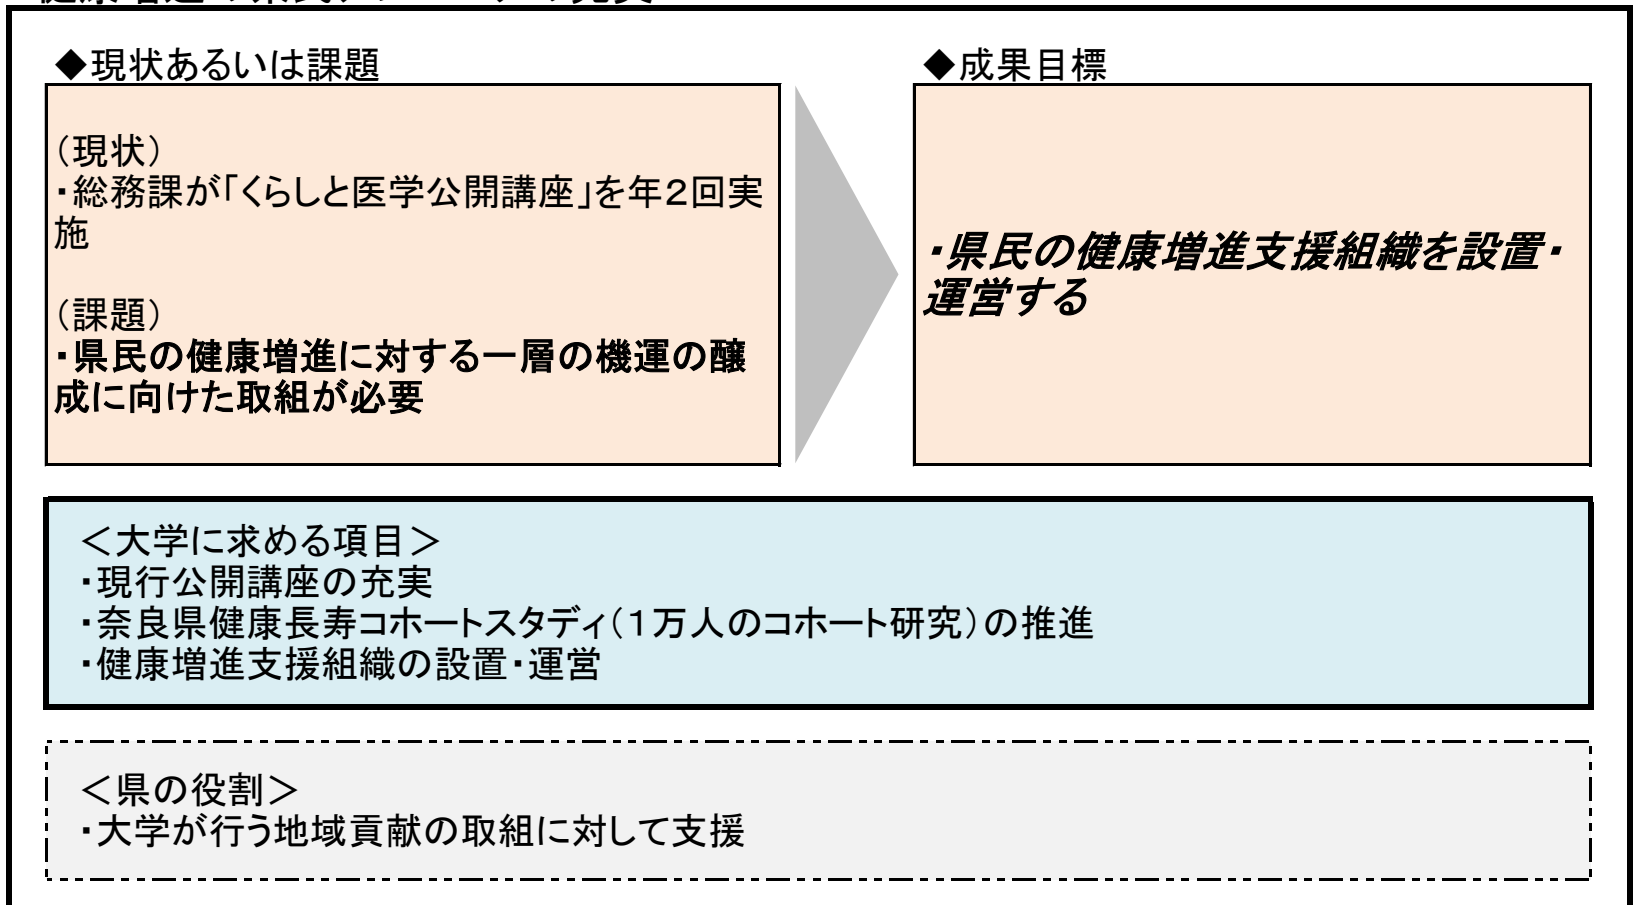 ◆現状あるいは課題
(現状)
・総務課が「くらしと医学公開講座」を年2回実
施
(課題)
・県民の健康増進に対する一層の機運の醸
成に向けた取組が必要
◆成果目標
・県民の健康増進支援組織を設置・
運営する
＜大学に求める項目＞
・現行公開講座の充実
・奈良県健康長寿コホートスタディ(1万人のコホート研究)の推進
・健康増進支援組織の設置・運営
＜県の役割＞
・大学が行う地域貢献の取組に対して支援